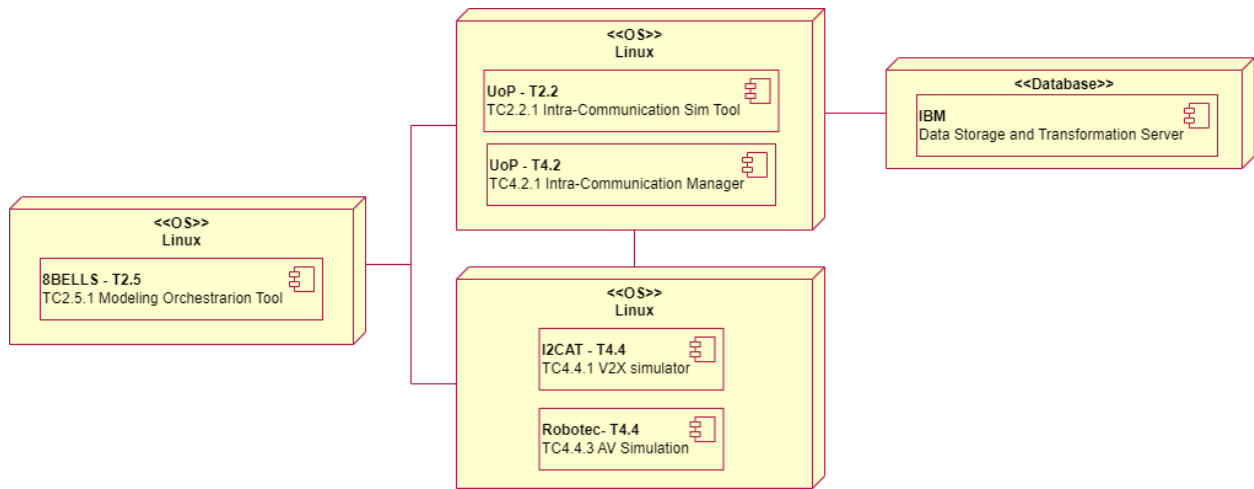 <<OS>>
Linux
UoP - T2.2
TC2.2.1 Intra-Communication Sim Tool
UoP - T4.2
TC4.2.1 Intra-Communication Manager
<<Database>>
IBM
Data Storage and Transformation Server
<<OS>>
Linux
8BELLS - T2.5
TC2.5.1 Modeling Orchestrarion Tool
<<OS>>
Linux
I2CAT - T4.4
TC4.4.1 V2X simulator
Robotec- T4.4
TC4.4.3 AV Simulation